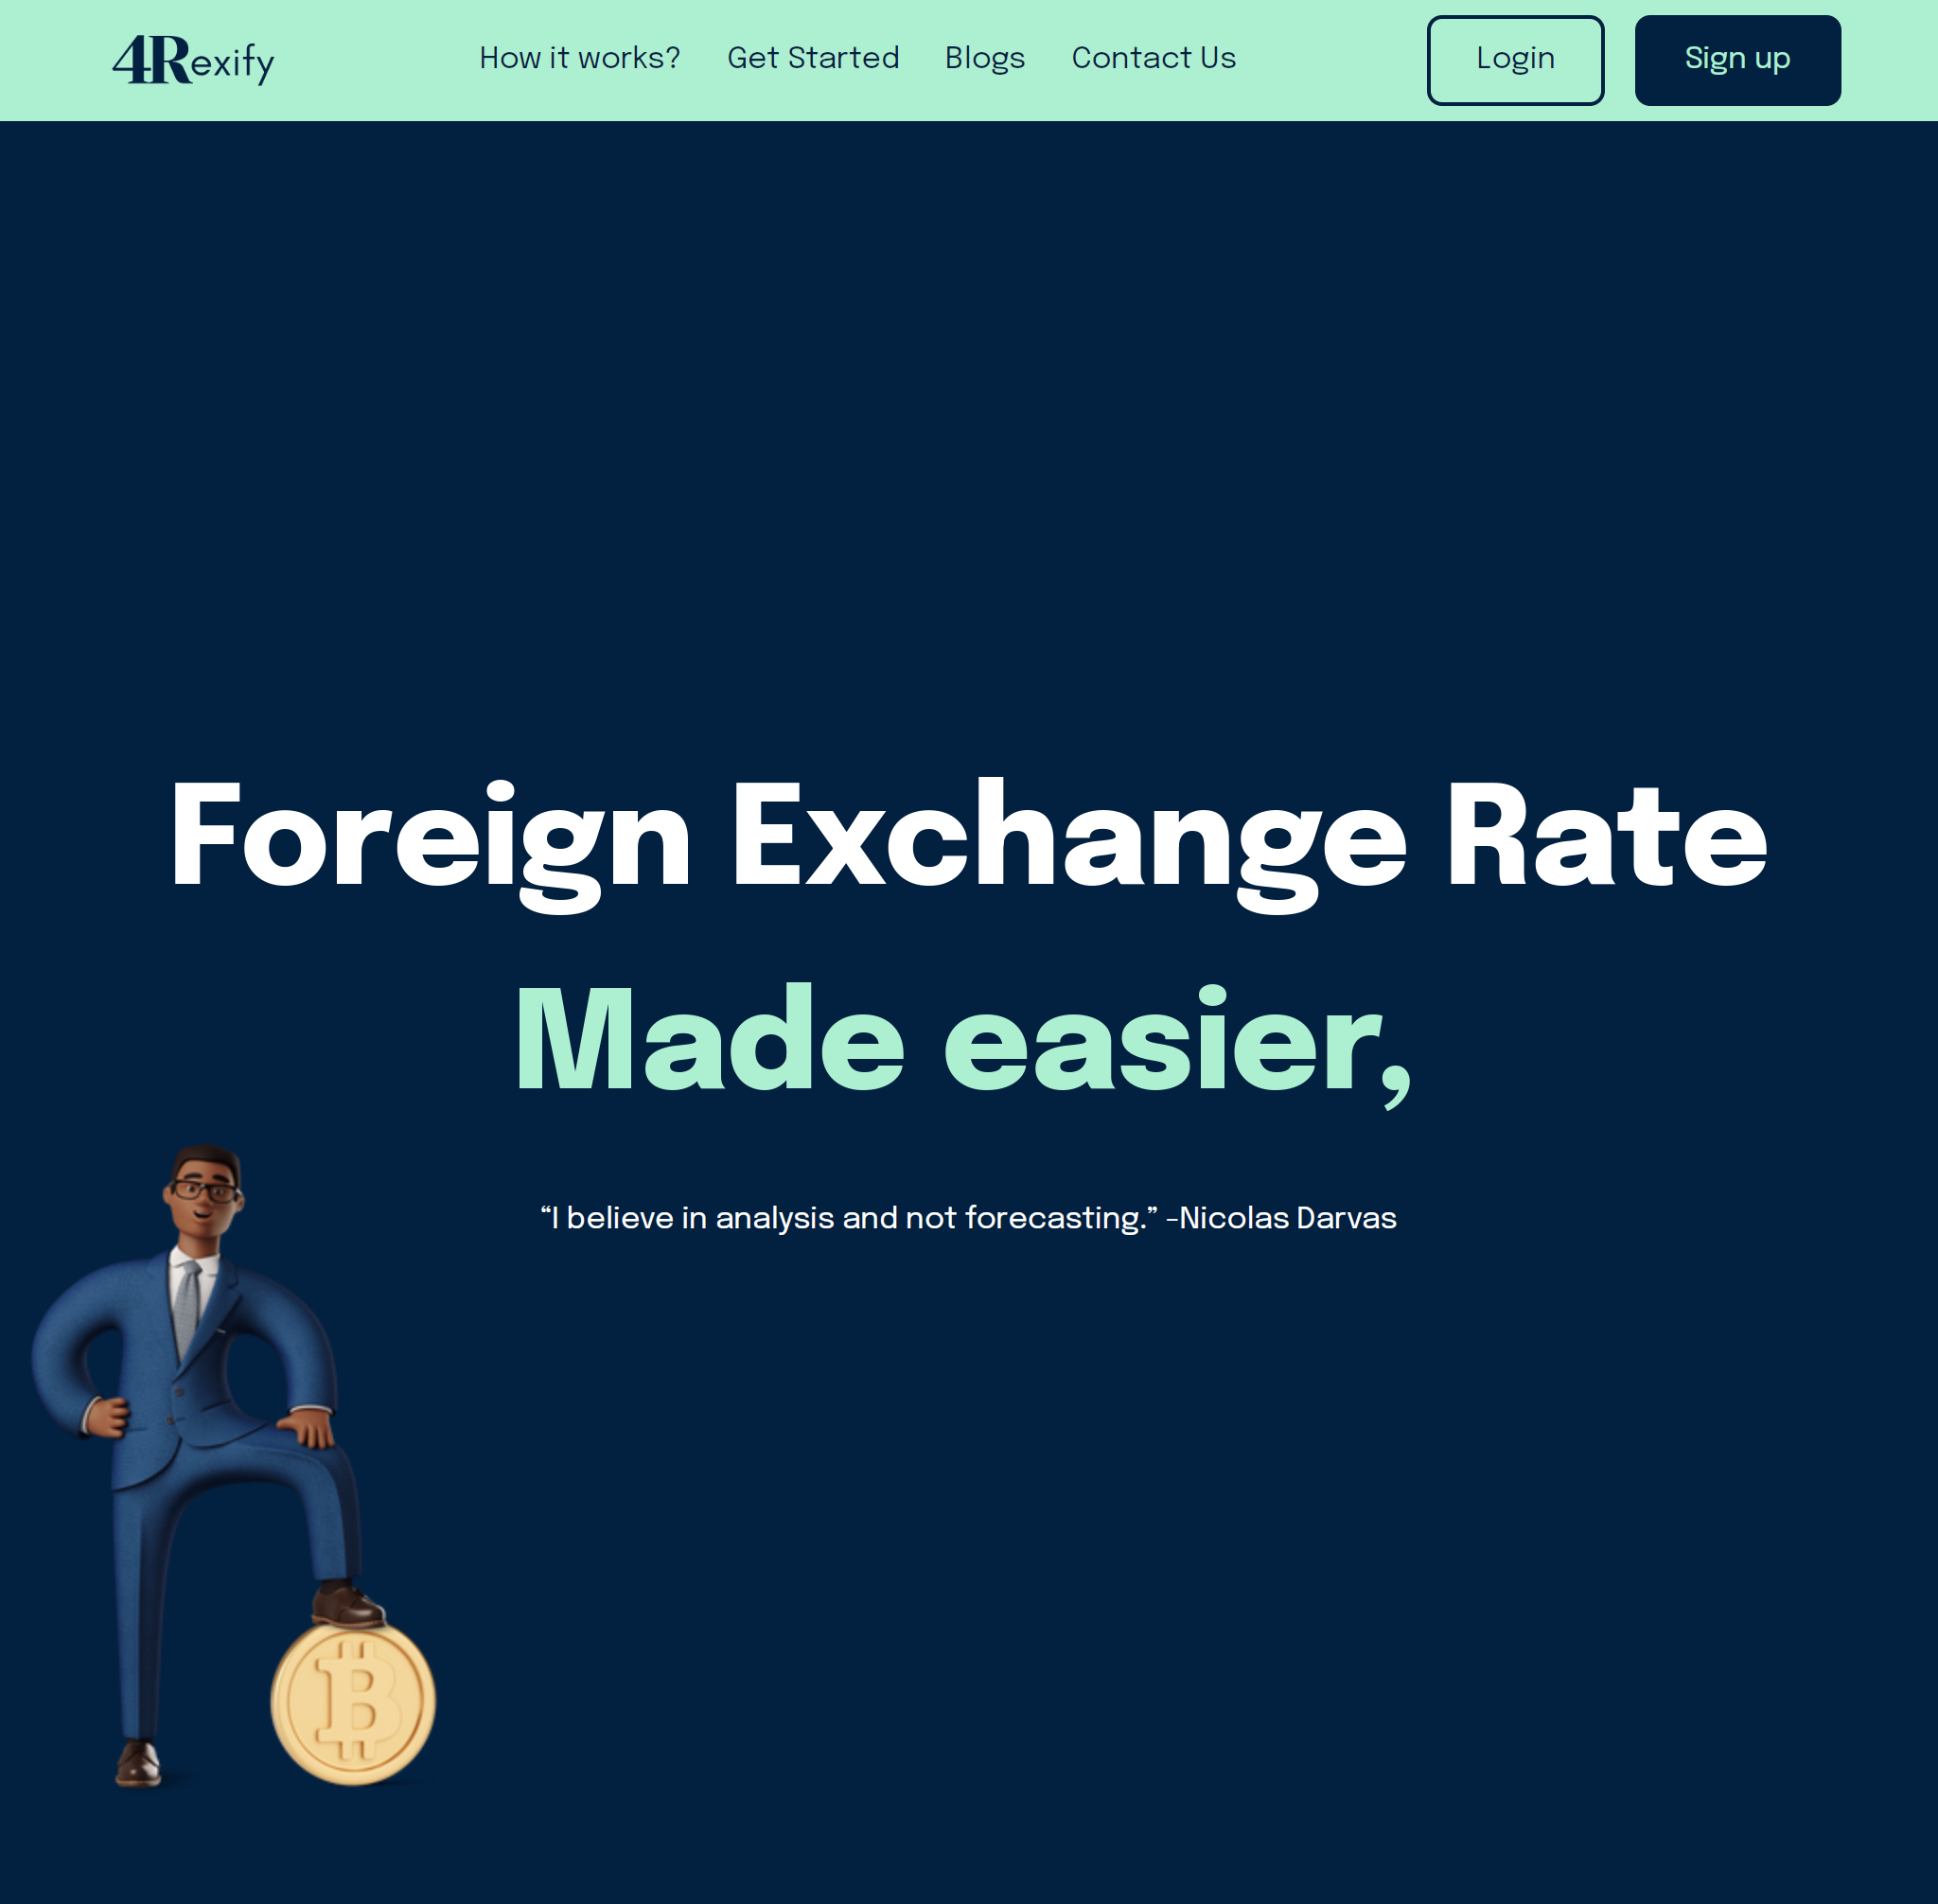 4Rexify
How it works?
Get Started
Blogs
Contact Us
Login
Sign up
Foreign Exchange Rate
Made easier,
“I believe in analysis and not forecasting.” -Nicolas Darvas